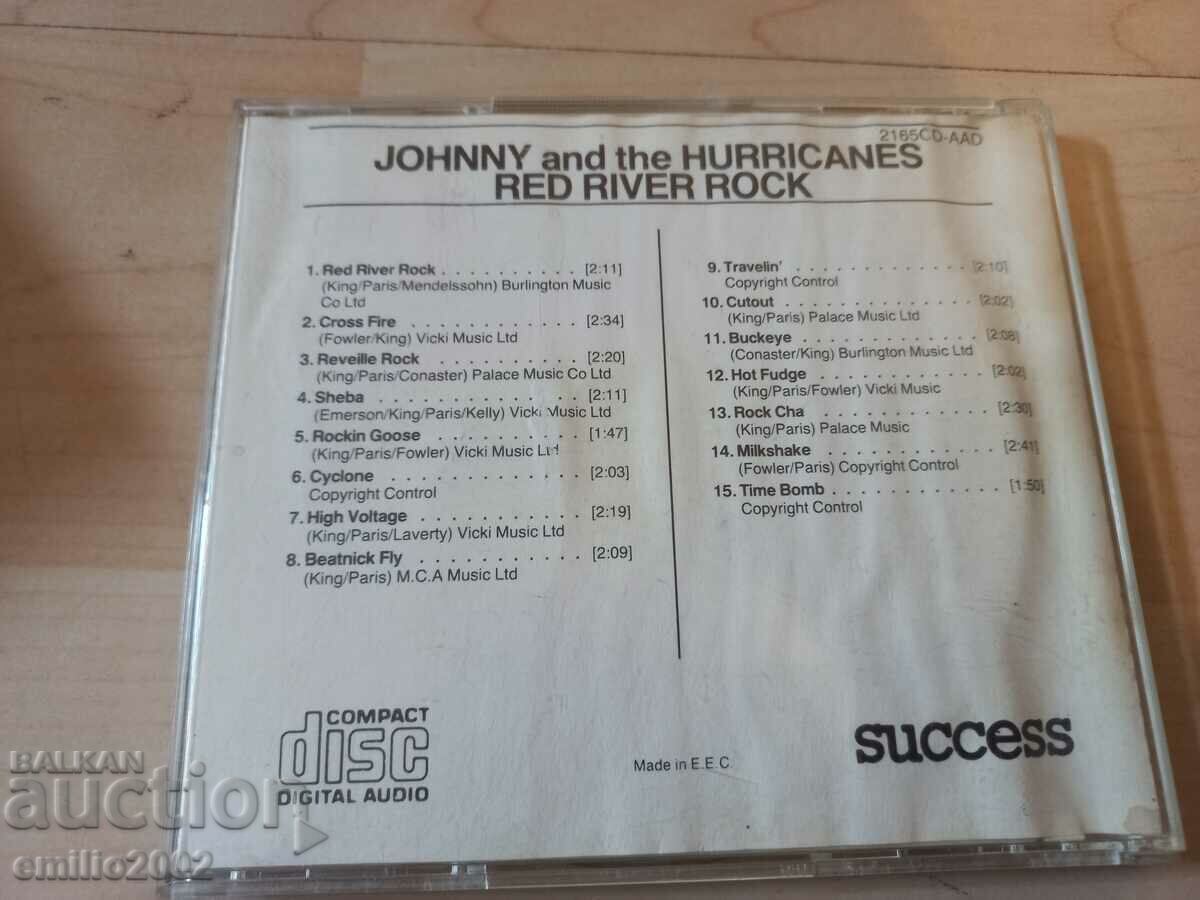 2165CD-AAD
JOHNNY and the HURRICANES
RED RIVER ROCK
1. Red River Rock . . . . . . . . . . . [2:11]
(King/Paris/Mendelssohn) Burlington Music
Co Ltd
2. Cross Fire . . . . . . . . . . . . . [2:34]
(Fowler/King) Vicki Music Ltd
3. Reveille Rock . . . . . . . . . . . [2:20]
(King/Paris/Conaster) Palace Music Co Ltd
4. Sheba . . . . . . . . . . . . . . . [2:11]
(Emerson/King/Paris/Kelly) Vicki Music Ltd
5. Rockin Goose . . . . . . . . . . [1:47]
(King/Paris/Fowler) Vicki Music Ltd
6. Cyclone . . . . . . . . . . . . . . [2:03]
Copyright Control
7. High Voltage . . . . . . . . . . . [2:19]
(King/Paris/Laverty) Vicki Music Ltd
8. Beatnick Fly . . . . . . . . . . . . [2:09]
(King/Paris) M.C.A Music Ltd
9. Travelin' . . . . . . . . . . . . . . [2:10]
Copyright Control
10. Cutout . . . . . . . . . . . . . . . [2:02]
(King/Paris) Palace Music Ltd
11. Buckeye . . . . . . . . . . . . . [2:08]
(Conaster/King) Burlington Music Ltd
12. Hot Fudge . . . . . . . . . . . . [2:02]
(King/Paris/Fowler) Vicki Music
13. Rock Cha . . . . . . . . . . . . . [2:30]
(King/Paris) Palace Music
14. Milkshake . . . . . . . . . . . . [2:41]
(Fowler/Paris) Copyright Control
15. Time Bomb . . . . . . . . . . . . [1:50]
Copyright Control
COMPACT
disc
DIGITAL AUDIO
Made in E.E.C.
success
BALKAN
auction
emilio2002